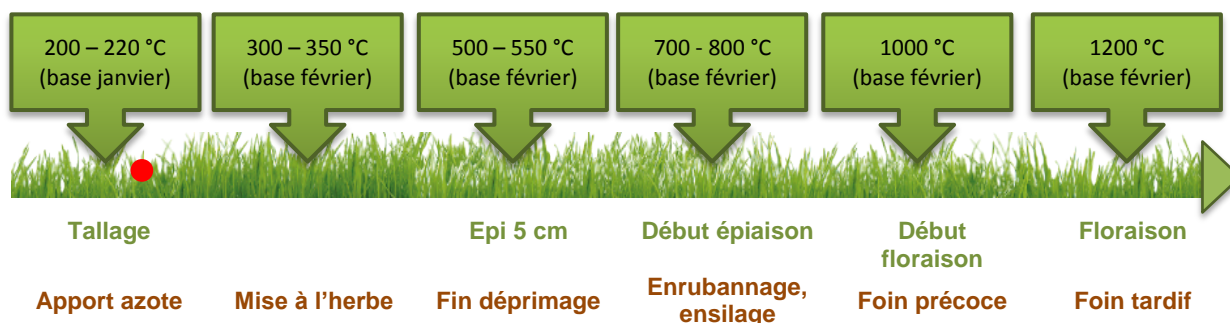 200 – 220 °C
(base janvier)
300 – 350 °C
(base février)
500 – 550 °C
(base février)
700 - 800 °C
(base février)
1000 °C
(base février)
1200 °C
(base février)
Tallage
Epi 5 cm
Début épiaison
Début
floraison
Floraison
Apport azote
Mise à l’herbe
Fin déprimage
Enrubannage,
ensilage
Foin précoce
Foin tardif